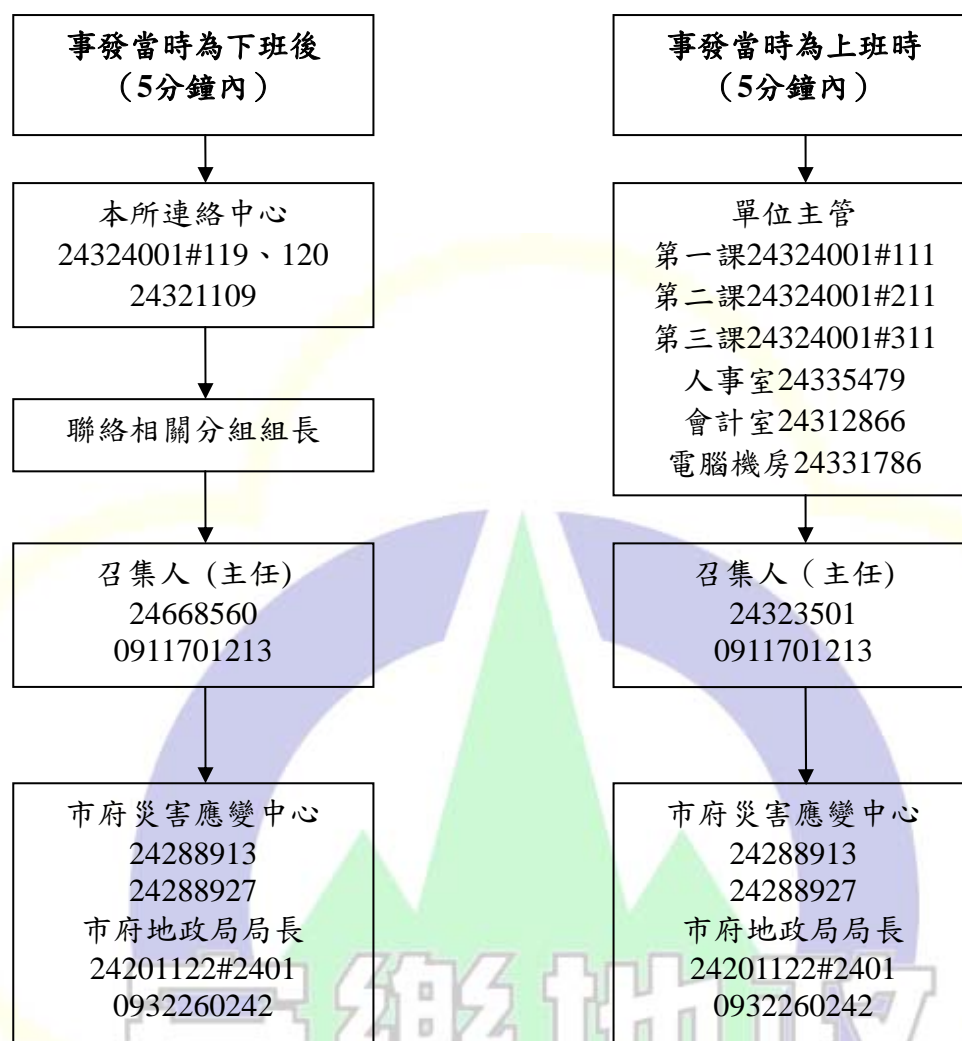 事發當時為下班後
（5分鐘內）
本所連絡中心
24324001#119、120
24321109
聯絡相關分組組長
召集人 (主任)
24668560
0911701213
市府災害應變中心
24288913
24288927
市府地政局局長
24201122#2401
0932260242
事發當時為上班時
（5分鐘內）
單位主管
第一課24324001#111
第二課24324001#211
第三課24324001#311
人事室24335479
會計室24312866
電腦機房24331786
召集人（主任)
24323501
0911701213
市府災害應變中心
24288913
24288927
市府地政局局長
24201122#2401
0932260242